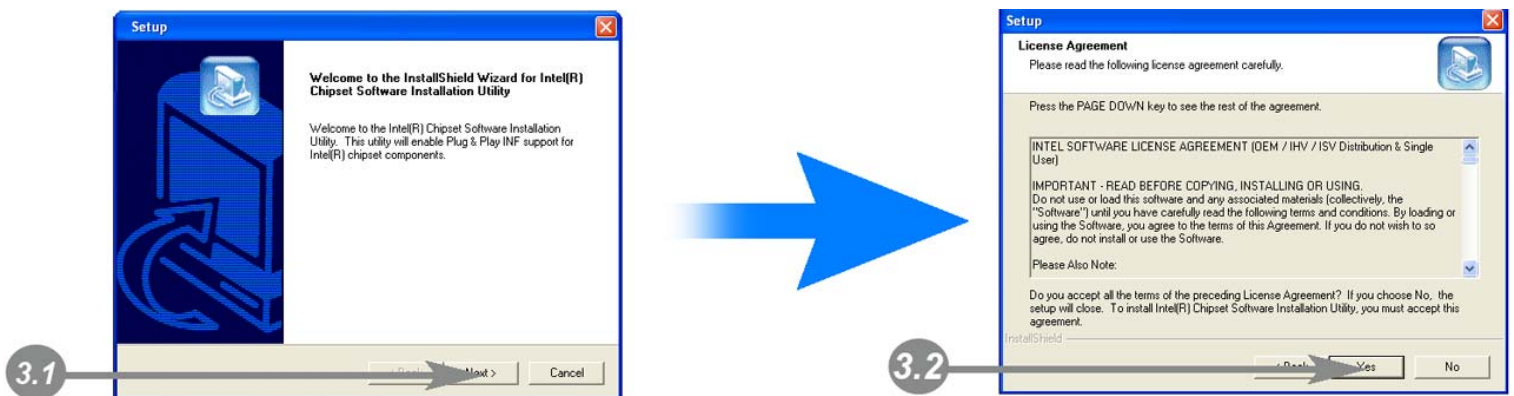 Setup
Welcome to the InstallShield Wizard for Intel(R)
Chipset Software Installation Utility
Welcome to the Intel(R) Chipset Software Installation
Utility. This utility will enable Plug & Play INF support for
Intel(R) chipset components.
3.1
Next >
Cancel
Setup
License Agreement
Please read the following license agreement carefully.
Press the PAGE DOWN key to see the rest of the agreement.
INTEL SOFTWARE LICENSE AGREEMENT (OEM / IHV / ISV Distribution & Single
User)
IMPORTANT - READ BEFORE COPYING, INSTALLING OR USING.
Do not use or load this software and any associated materials (collectively, the
"Software") until you have carefully read the following terms and conditions. By loading or
using the Software, you agree to the terms of this Agreement. If you do not wish to so
agree, do not install or use the Software.
Please Also Note:
Do you accept all the terms of the preceding License Agreement? If you choose No, the
setup will close. To install Intel(R) Chipset Software Installation Utility, you must accept this
agreement.
InstallShield
3.2
Yes
No